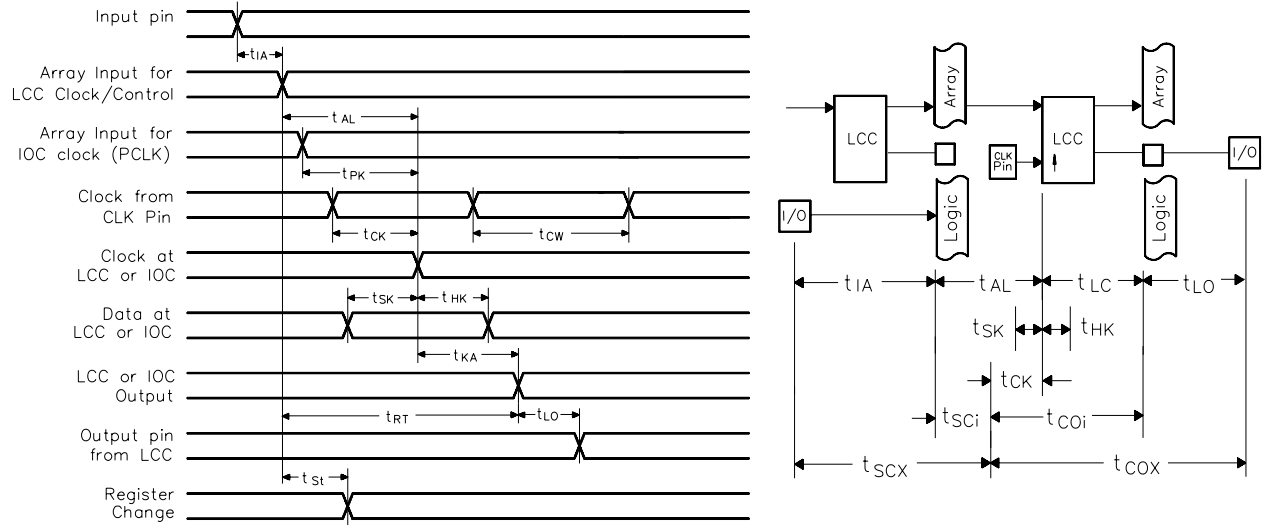 Input pin
tIA
Array Input for
LCC Clock/Control
tAL
Array Input for
IOC clock (PCLK)
tPK
Clock from
CLK Pin
tCK
tCW
Clock at
LCC or IOC
tSK
tHK
Data at
LCC or IOC
tKA
LCC or IOC
Output
tRT
tLO
Output pin
from LCC
tSt
Register
Change
Array
Array
LCC
LCC
CLK
Pin
I/O
I/O
Logic
Logic
tIA
tAL
tLC
tLO
tSK
tHK
tCK
tSCi
tCOi
tSCX
tCOX